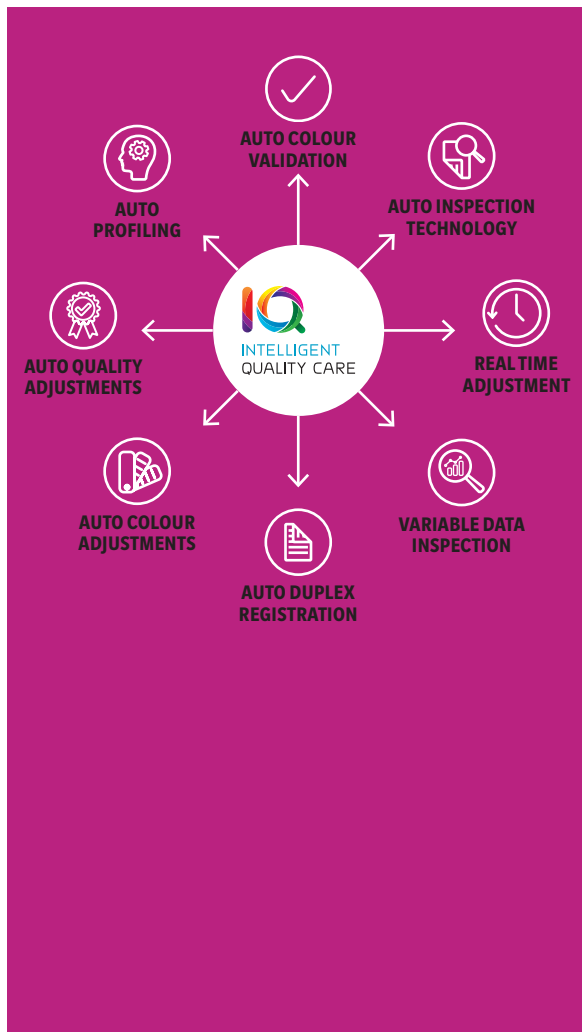 AUTO COLOUR
VALIDATION
AUTO
PROFILING
AUTO INSPECTION
TECHNOLOGY
IQ
INTELLIGENT
QUALITY CARE
AUTO QUALITY
ADJUSTMENTS
REAL TIME
ADJUSTMENT
AUTO COLOUR
ADJUSTMENTS
VARIABLE DATA
INSPECTION
AUTO DUPLEX
REGISTRATION